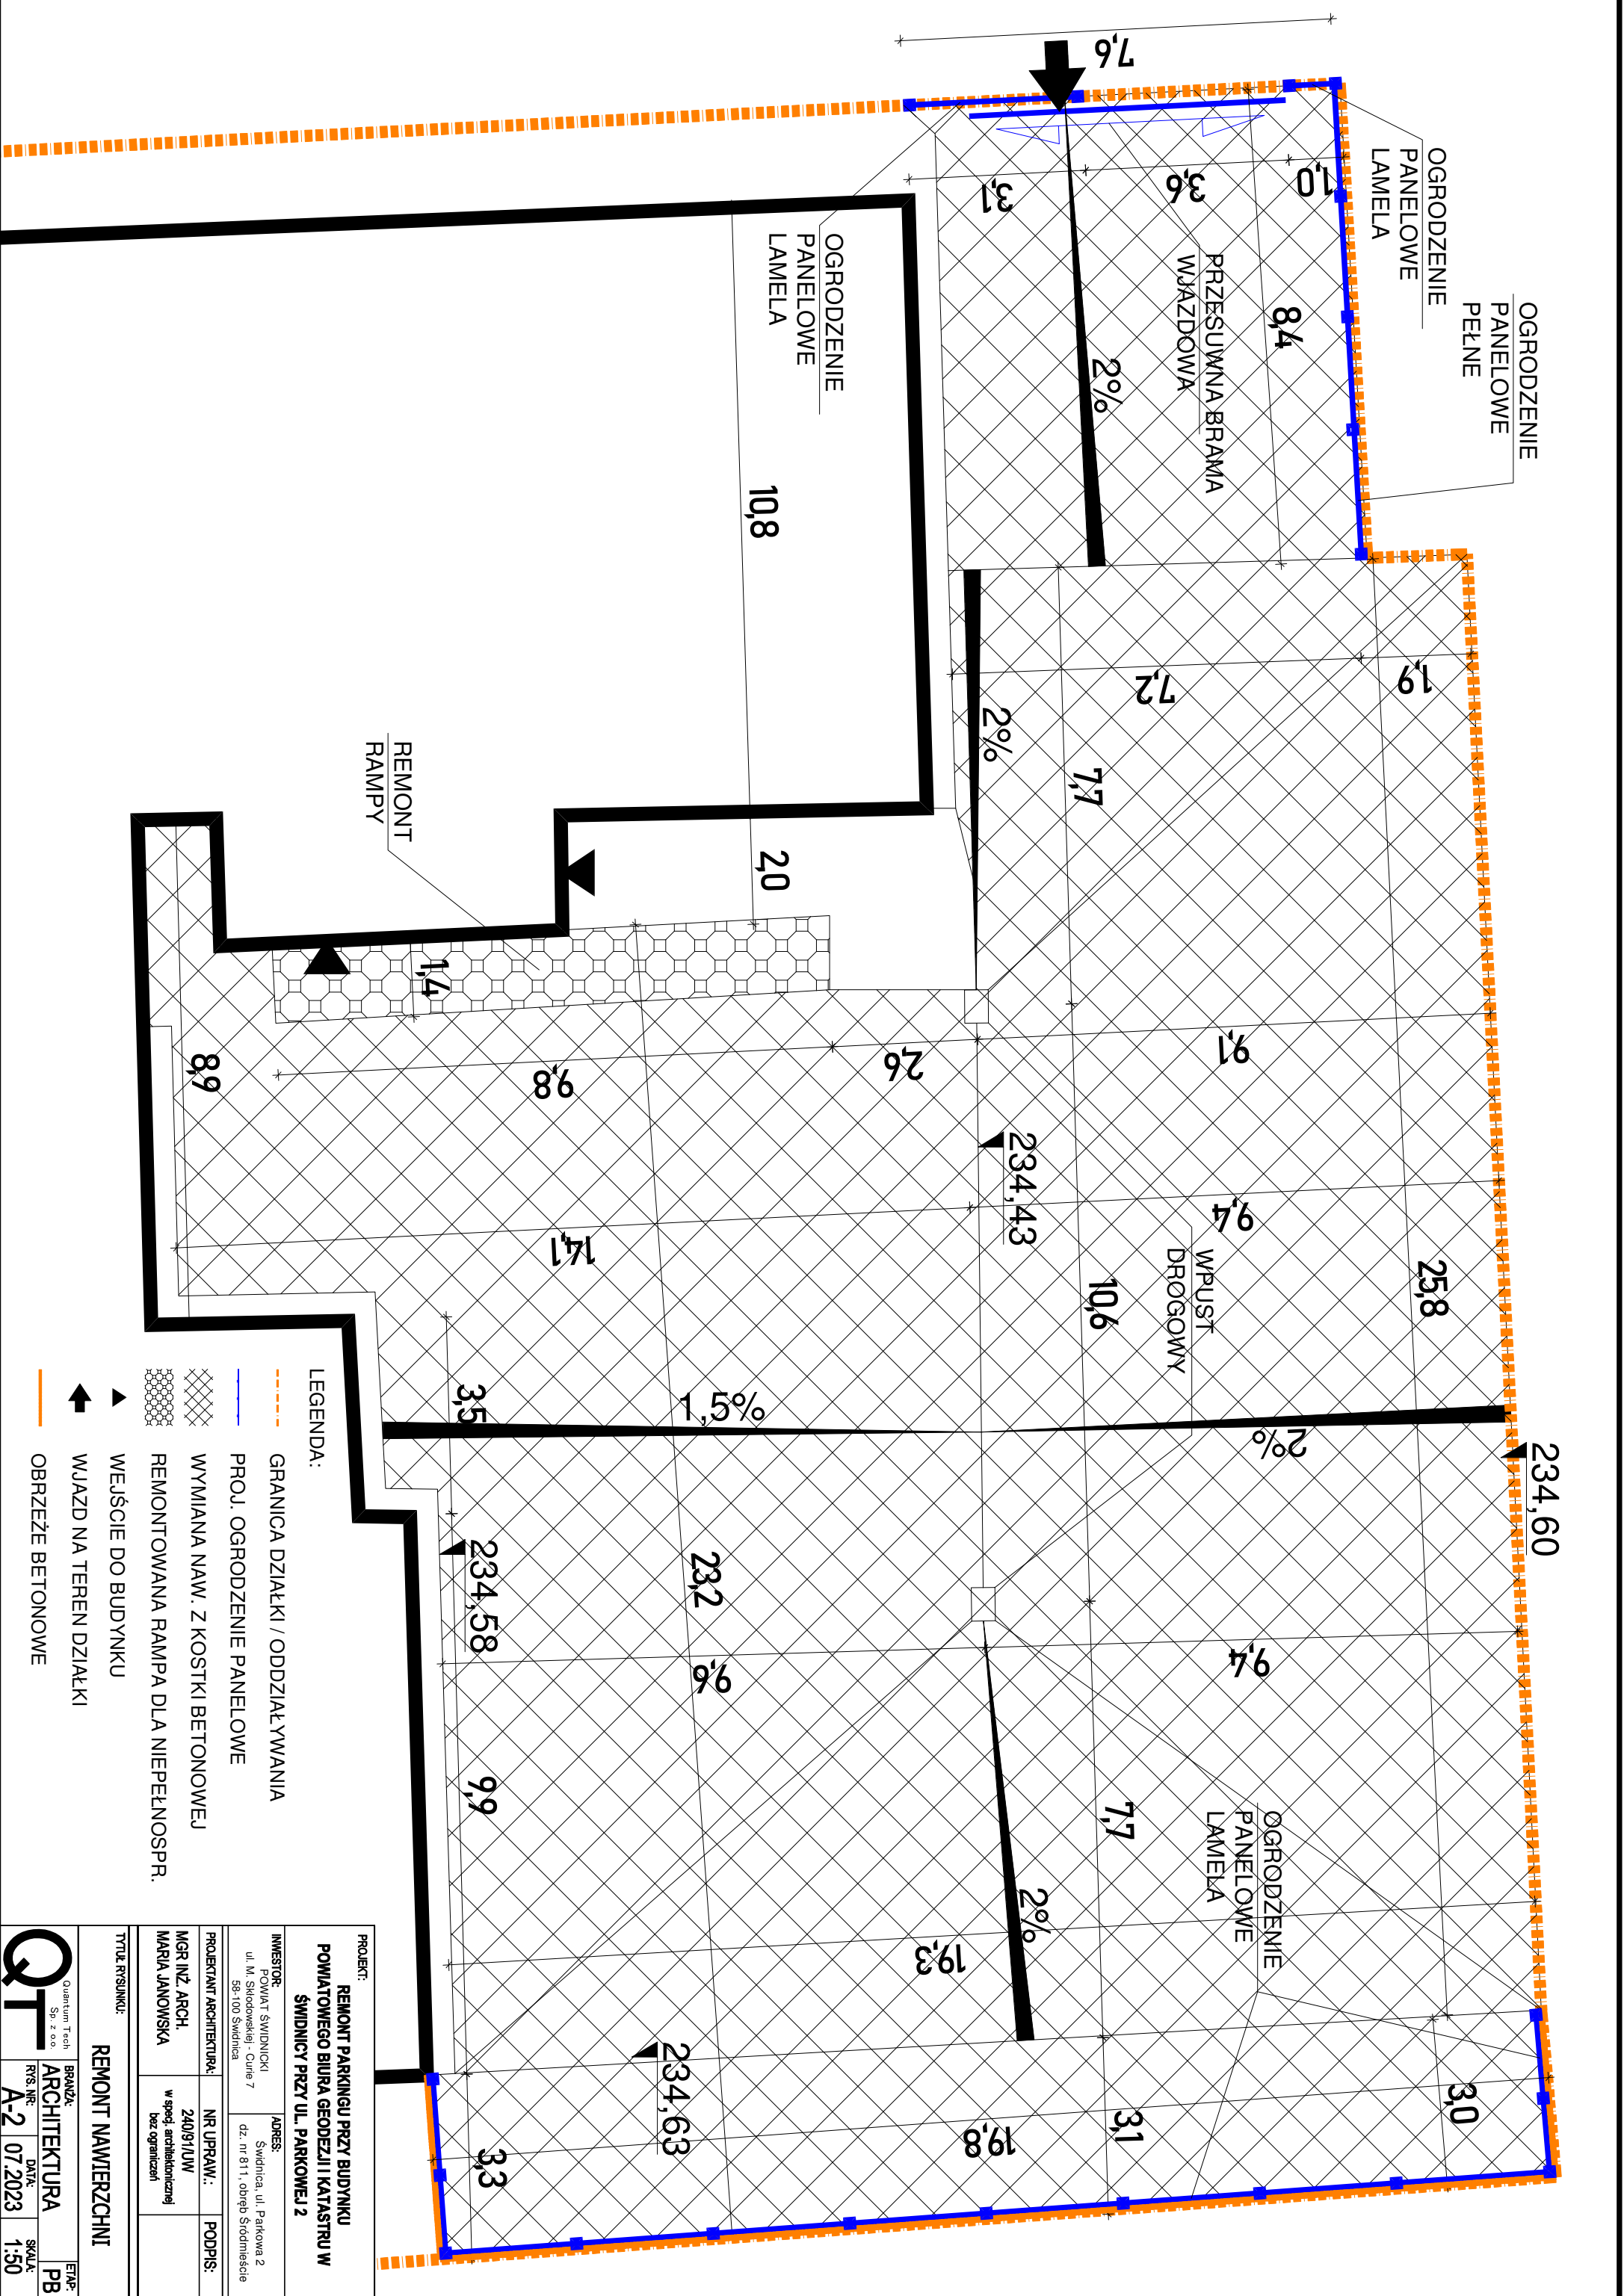 OGRODZENIE
PANELOWE
PEŁNE
OGRODZENIE
PANELOWE
LAMELA
PRZESUWNA BRAMA
WJAZDOWA
OGRODZENIE
PANELOWE
LAMELA
REMONT
RAMPY
WPUST
DROGOWY
OGRODZENIE
PANELOWE
LAMELA
7,6
3,1
3,6
1,0
8,4
2%
10,8
2%
7,2
1,9
7,7
2,0
1,4
8,9
9,8
2,6
9,1
234,43
14,1
9,4
10,6
25,8
3,5
1,5%
2%
234,60
234,58
23,2
9,6
9,4
9,9
7,7
2%
19,3
234,63
3,3
19,8
3,1
3,0
LEGENDA:
GRANICA DZIAŁKI / ODDZIAŁYWANIA
PROJ. OGRODZENIE PANELOWE
WYMIANA NAW. Z KOSTKI BETONOWEJ
REMONTOWANA RAMPA DLA NIEPEŁNOSPR.
WEJŚCIE DO BUDYNKU
WJAZD NA TEREN DZIAŁKI
OBRZEŻE BETONOWE
PROJEKT:
REMONT PARKINGU PRZY BUDYNKU
POWIATOWEGO BIURA GEODEZJI I KATASTRU W
ŚWIDNICY PRZY UL. PARKOWEJ 2
INWESTOR:
POWIAT ŚWIDNICKI
ul. M. Skłodowskiej - Curie 7
58-100 Świdnica
ADRES:
Świdnica, ul. Parkowa 2
dz. nr 811, obręb Śródmieście
PROJEKTANT ARCHITEKTURA:
NR UPRAW.:
PODPIS:
MGR INŻ. ARCH.
MARIA JANOWSKA
240/91/UW
w specj. architektonicznej
bez ograniczeń
TYTUŁ RYSUNKU:
REMONT NAWIERZCHNI
QT
Quantum Tech
Sp. z o.o.
BRANŻA:
ARCHITEKTURA
ETAP:
PB
RYS. NR:
A-2
DATA:
07.2023
SKALA:
1:50